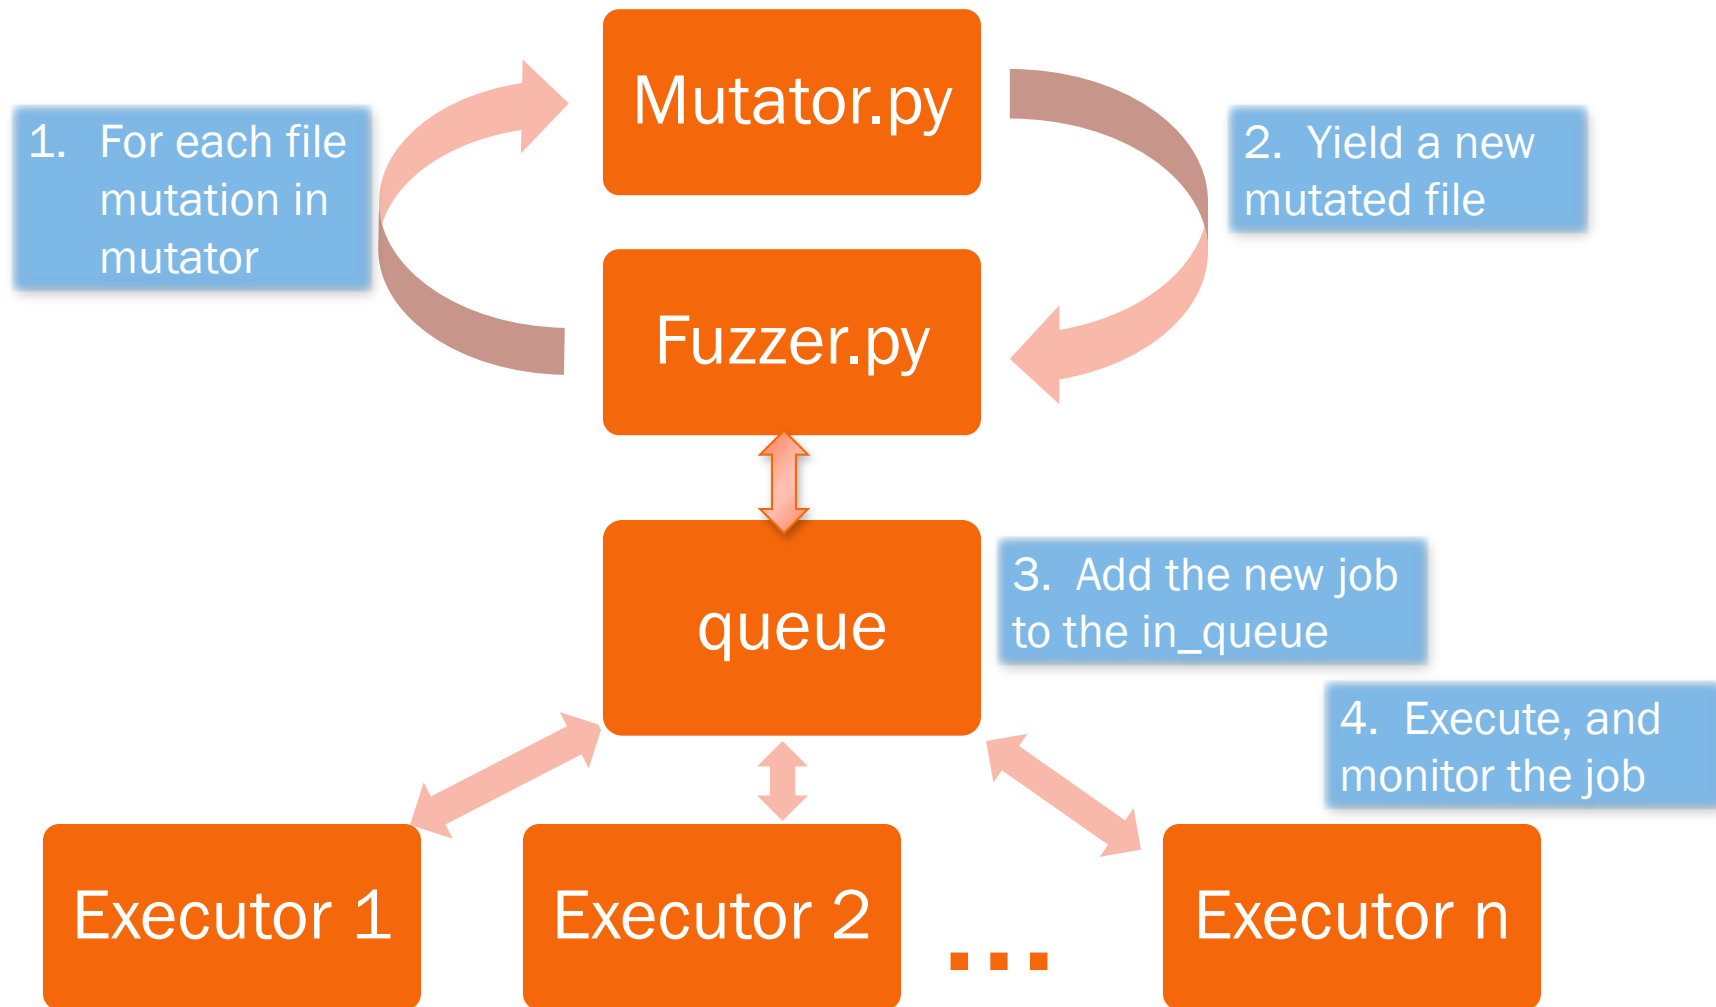 Mutator.py
1. For each file
mutation in
mutator
2. Yield a new
mutated file
Fuzzer.py
queue
3. Add the new job
to the in_queue
4. Execute, and
monitor the job
Executor 1
Executor 2
...
Executor n